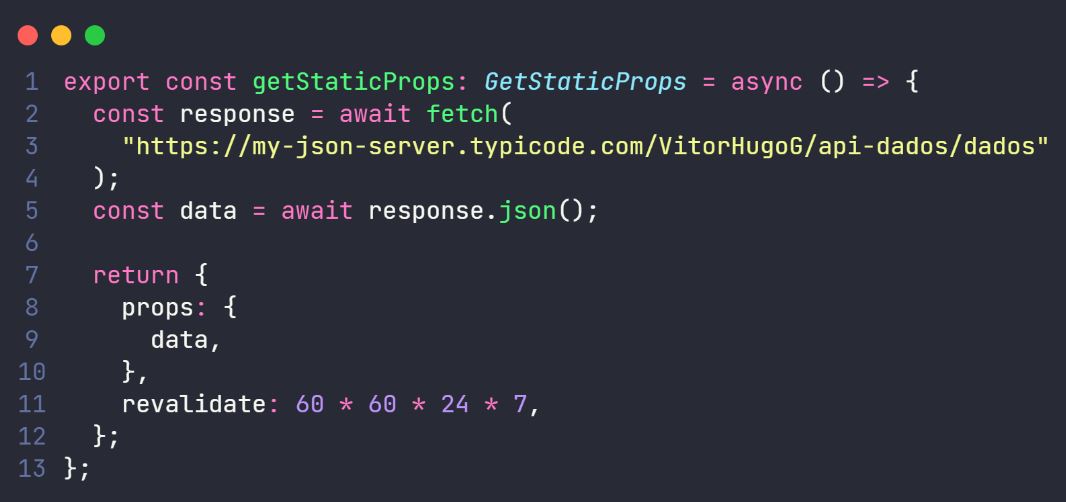 1 export const getStaticProps: GetStaticProps = async () => {
2   const response = await fetch(
3     "https://my-json-server.typicode.com/VitorHugoG/api-dados/dados"
4   );
5   const data = await response.json();
6
7   return {
8     props: {
9       data,
10     },
11     revalidate: 60 * 60 * 24 * 7,
12   };
13 };